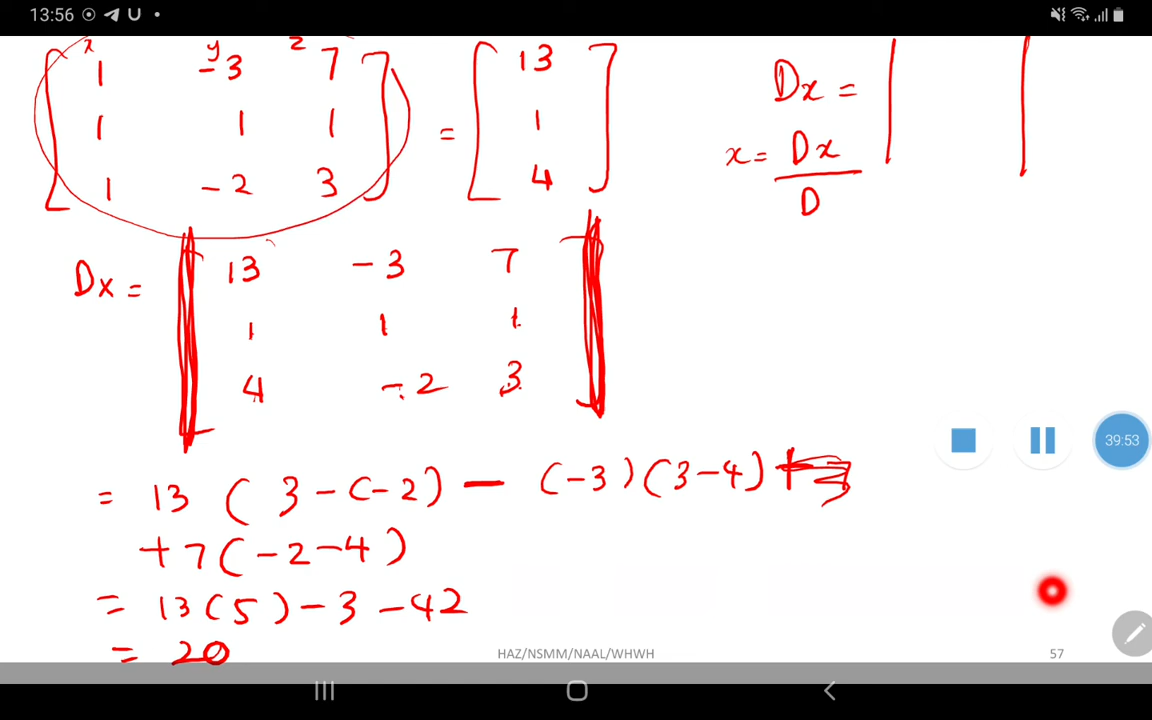 13:56
x y z
1 -3 7
1 1 1
1 -2 3
=
13
1
4
Dx =
x = Dx
D
Dx =
13 -3 7
1 1 1
4 -2 3
= 13 ( 3 - (-2) - (-3) (3-4)
+ 7 ( -2 -4 )
= 13 ( 5 ) - 3 - 42
= 20
39:53
HAZ/NSMM/NAAL/WHWH
57